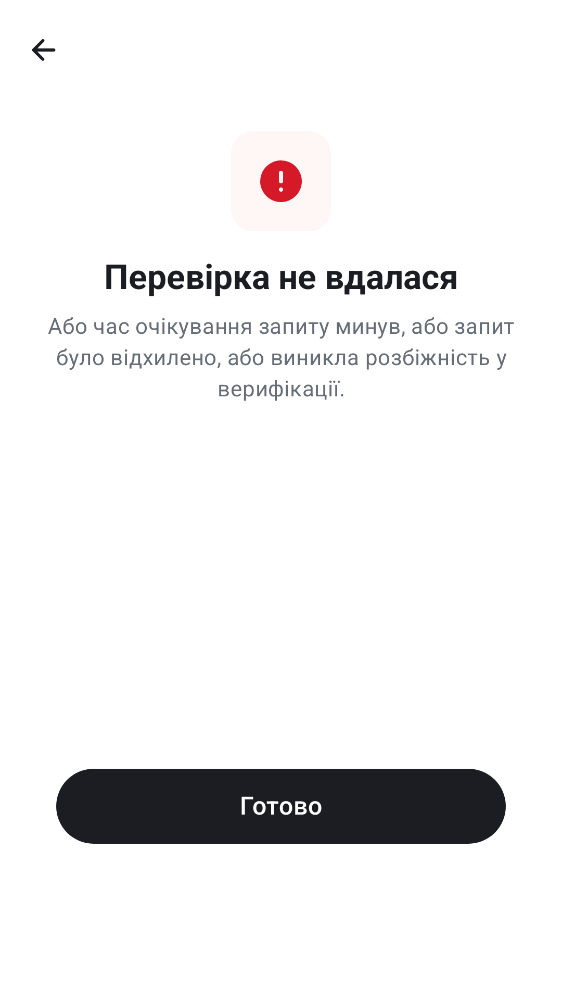 Перевірка не вдалася
Або час очікування запиту минув, або запит
було відхилено, або виникла розбіжність у
верифікації.
Готово